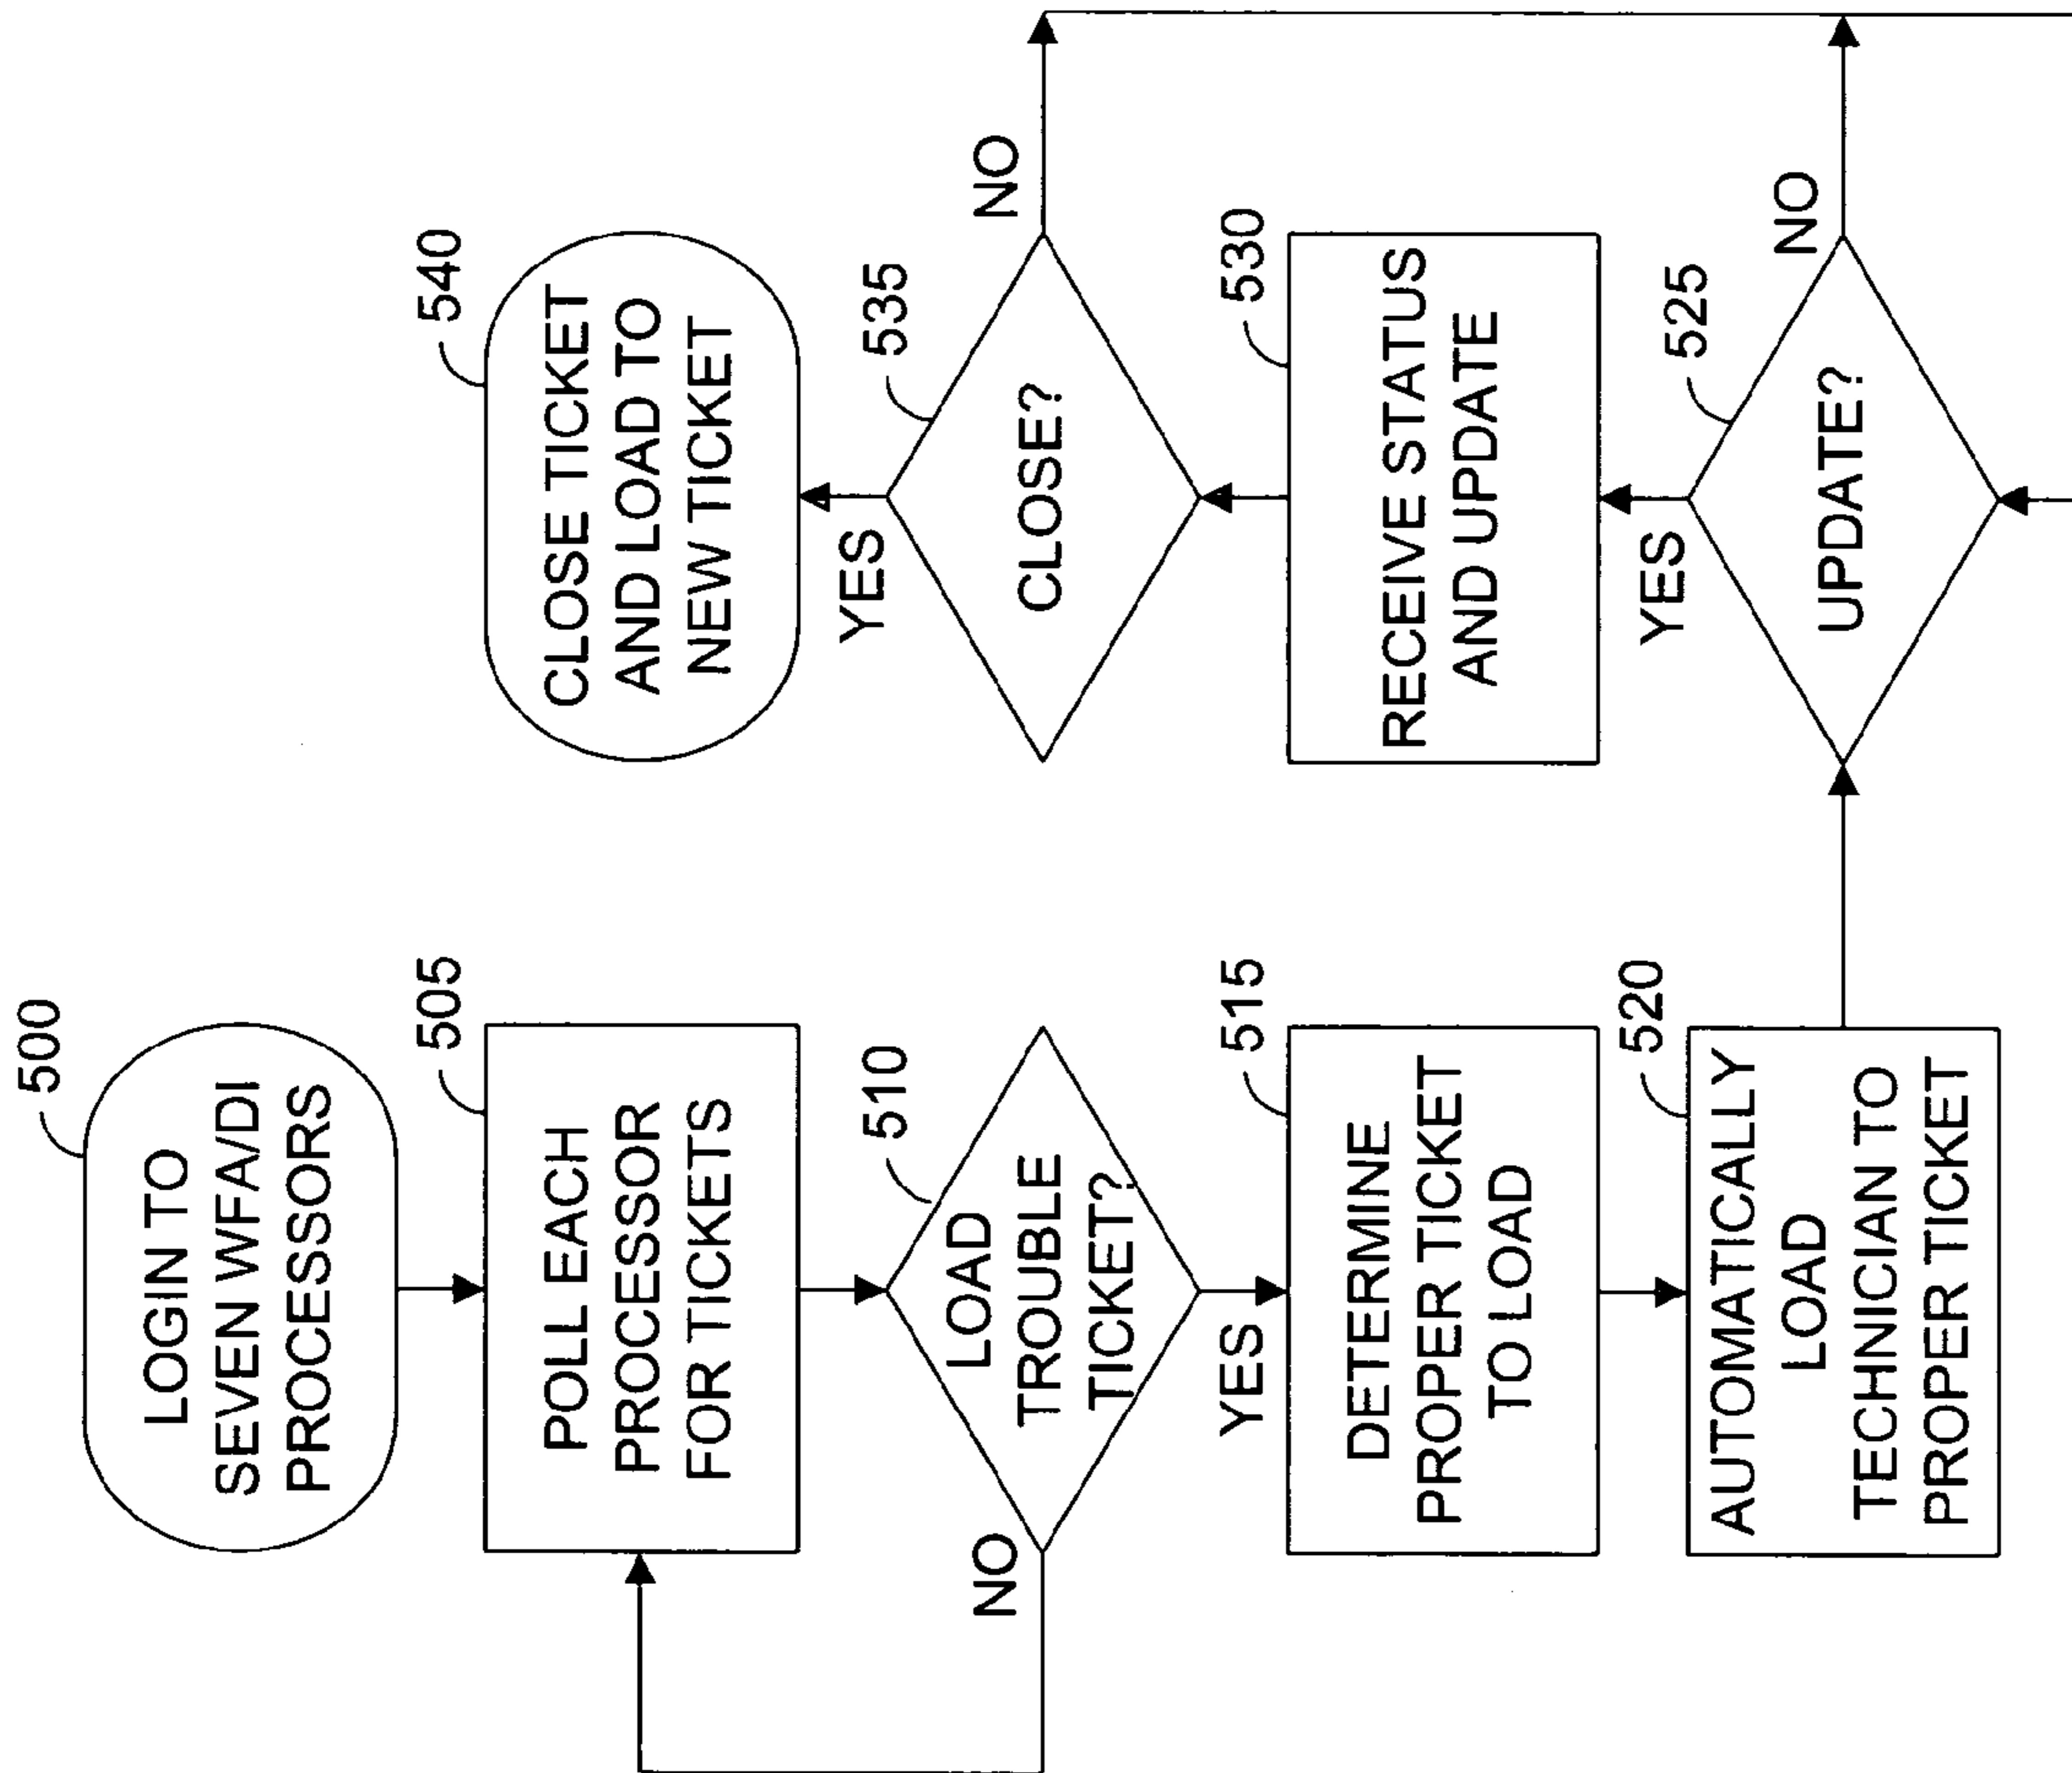 500
LOGIN TO
SEVEN WFA/DI
PROCESSORS
505
POLL EACH
PROCESSOR
FOR TICKETS
510
LOAD
TROUBLE
TICKET?
NO
YES
515
DETERMINE
PROPER TICKET
TO LOAD
520
AUTOMATICALLY
LOAD
TECHNICIAN TO
PROPER TICKET
525
UPDATE?
NO
YES
530
RECEIVE STATUS
AND UPDATE
535
CLOSE?
NO
YES
540
CLOSE TICKET
AND LOAD TO
NEW TICKET